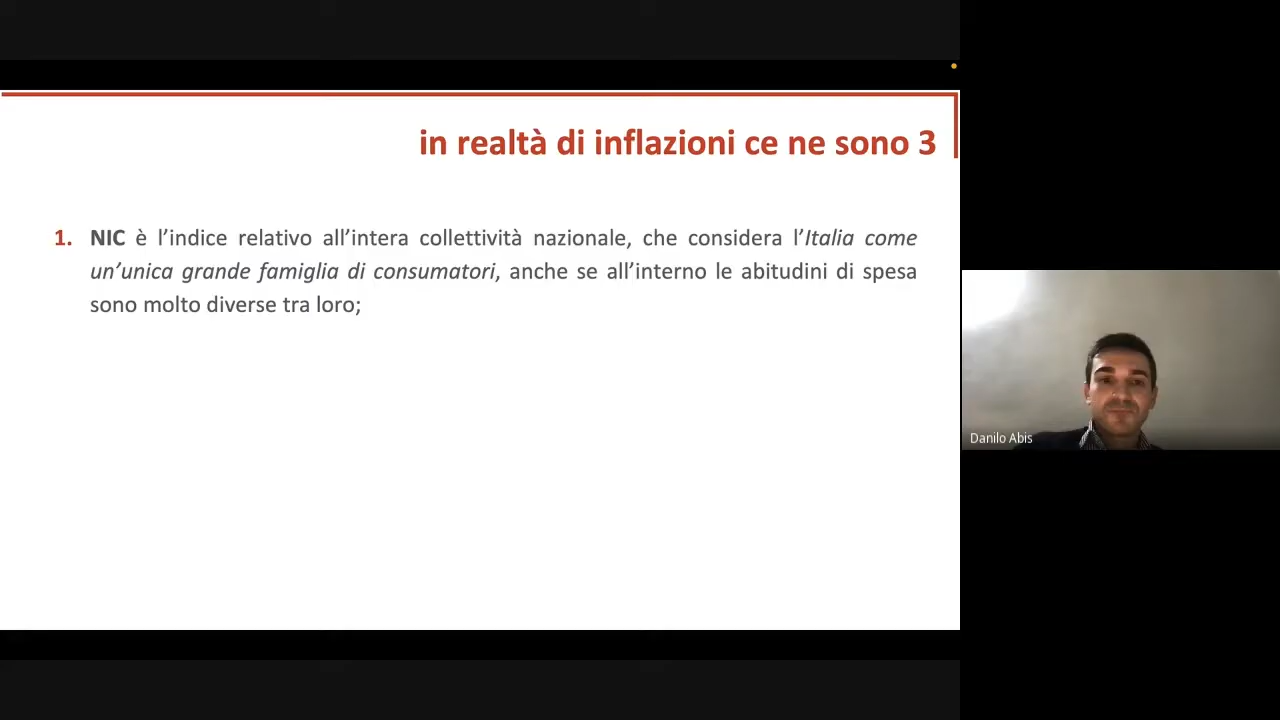 in realtà di inflazioni ce ne sono 3
1. NIC è l’indice relativo all’intera collettività nazionale, che considera l’Italia come
un’unica grande famiglia di consumatori, anche se all’interno le abitudini di spesa
sono molto diverse tra loro;
Danilo Abis